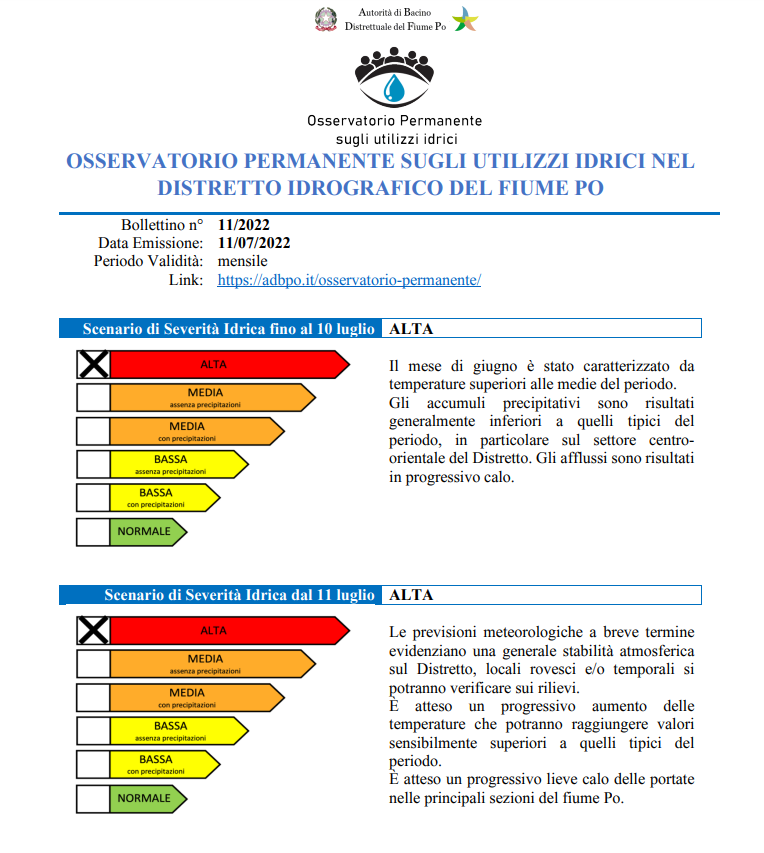 Autorità di Bacino
Distrettuale del Fiume Po
Osservatorio Permanente
sugli utilizzi idrici
OSSERVATORIO PERMANENTE SUGLI UTILIZZI IDRICI NEL
DISTRETTO IDROGRAFICO DEL FIUME PO
Bollettino n° 11/2022
Data Emissione: 11/07/2022
Periodo Validità: mensile
Link: https://adbpo.it/osservatorio-permanente/
Scenario di Severità Idrica fino al 10 luglio ALTA
ALTA
MEDIA
assenza precipitazioni
MEDIA
con precipitazioni
BASSA
assenza precipitazioni
BASSA
con precipitazioni
NORMALE
Il mese di giugno è stato caratterizzato da
temperature superiori alle medie del periodo.
Gli accumuli precipitativi sono risultati
generalmente inferiori a quelli tipici del
periodo, in particolare sul settore centro-
orientale del Distretto. Gli afflussi sono risultati
in progressivo calo.
Scenario di Severità Idrica dal 11 luglio ALTA
ALTA
MEDIA
assenza precipitazioni
MEDIA
con precipitazioni
BASSA
assenza precipitazioni
BASSA
con precipitazioni
NORMALE
Le previsioni meteorologiche a breve termine
evidenziano una generale stabilità atmosferica
sul Distretto, locali rovesci e/o temporali si
potranno verificare sui rilievi.
È atteso un progressivo aumento delle
temperature che potranno raggiungere valori
sensibilmente superiori a quelli tipici del
periodo.
È atteso un progressivo lieve calo delle portate
nelle principali sezioni del fiume Po.